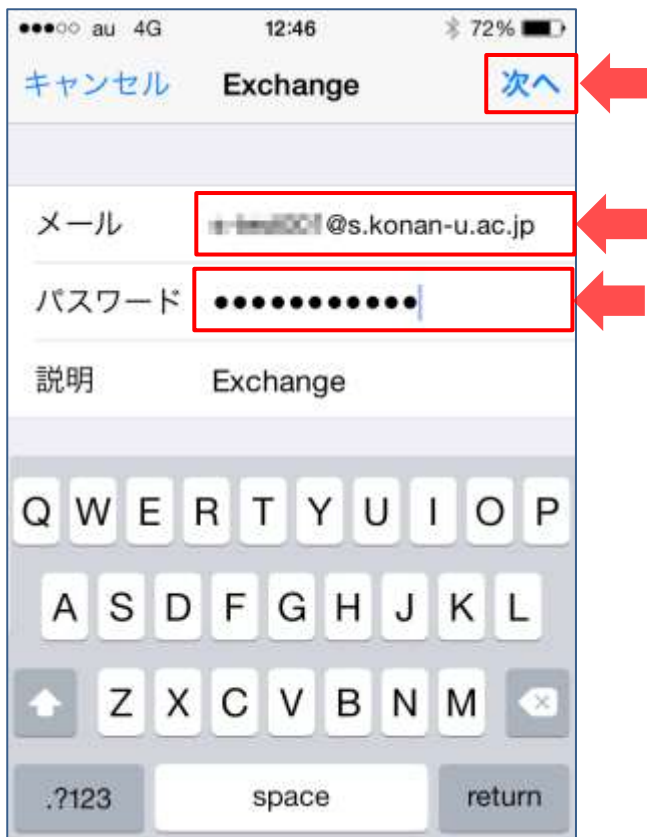 au 4G 12:46 72%
キャンセル Exchange 次へ
メール @s.konan-u.ac.jp
パスワード ●●●●●●●●●●●
説明 Exchange
Q W E R T Y U I O P
A S D F G H J K L
Z X C V B N M
.?123 space return